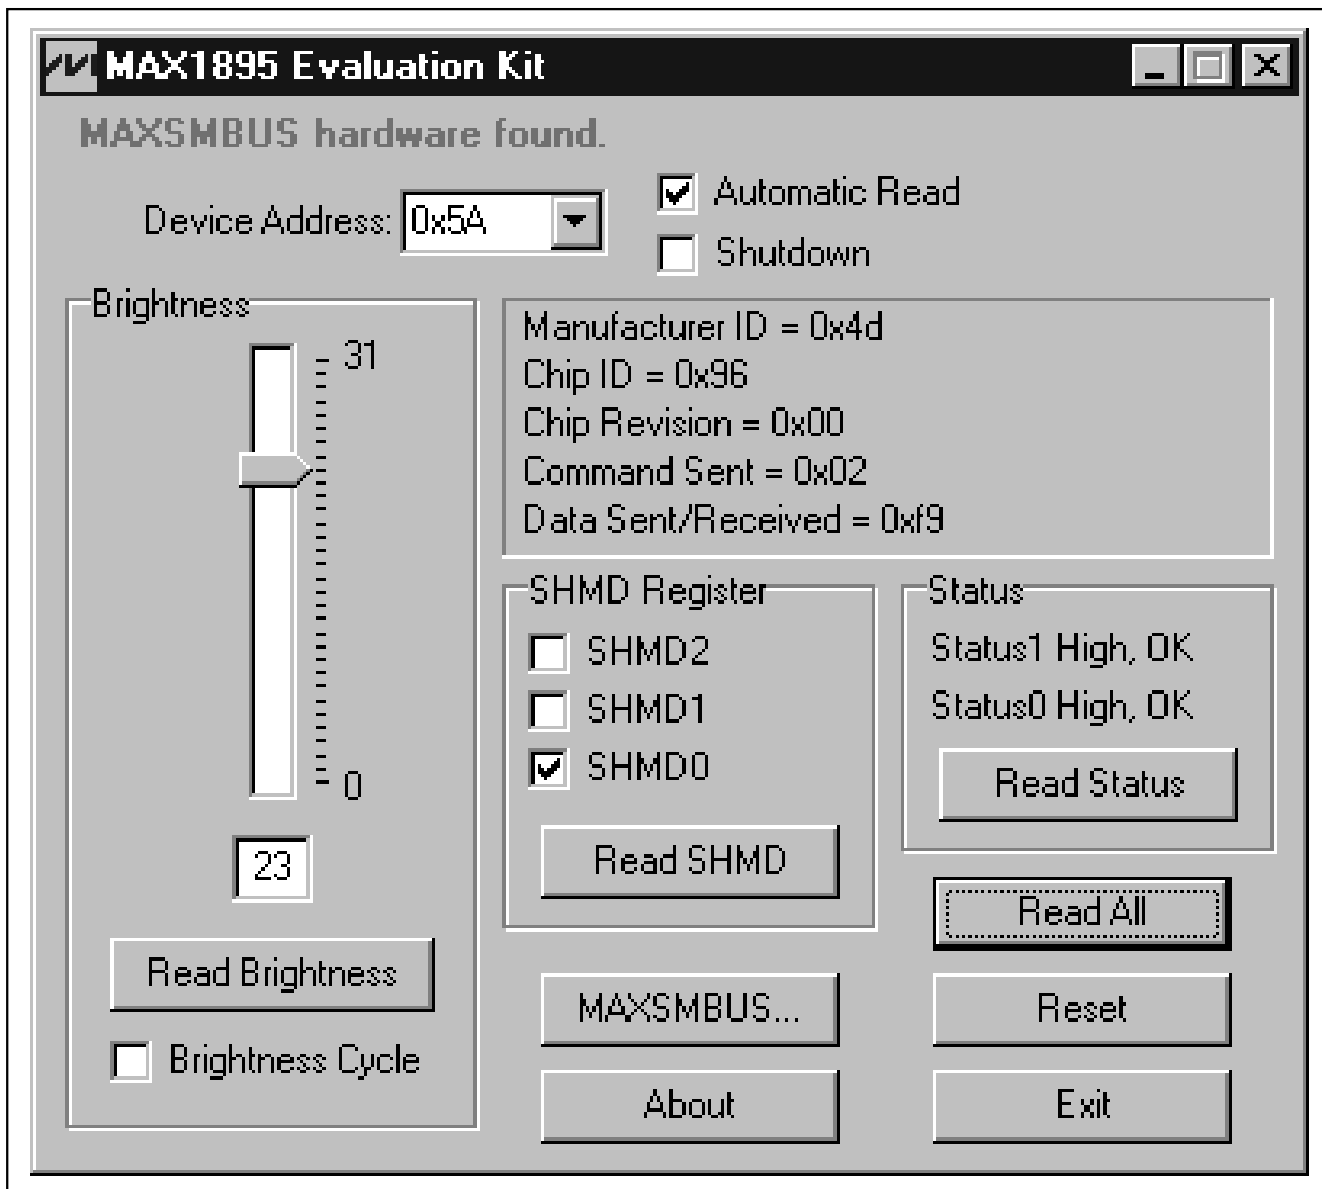 MAX1895 Evaluation Kit
MAXSMBUS hardware found.
Device Address: 0x5A
Automatic Read
Shutdown
Brightness
31
0
23
Read Brightness
Brightness Cycle
Manufacturer ID = 0x4d
Chip ID = 0x96
Chip Revision = 0x00
Command Sent = 0x02
Data Sent/Received = 0xf9
SHMD Register
SHMD2
SHMD1
SHMD0
Read SHMD
Status
Status1 High, OK
Status0 High, OK
Read Status
Read All
MAXSMBUS...
Reset
About
Exit